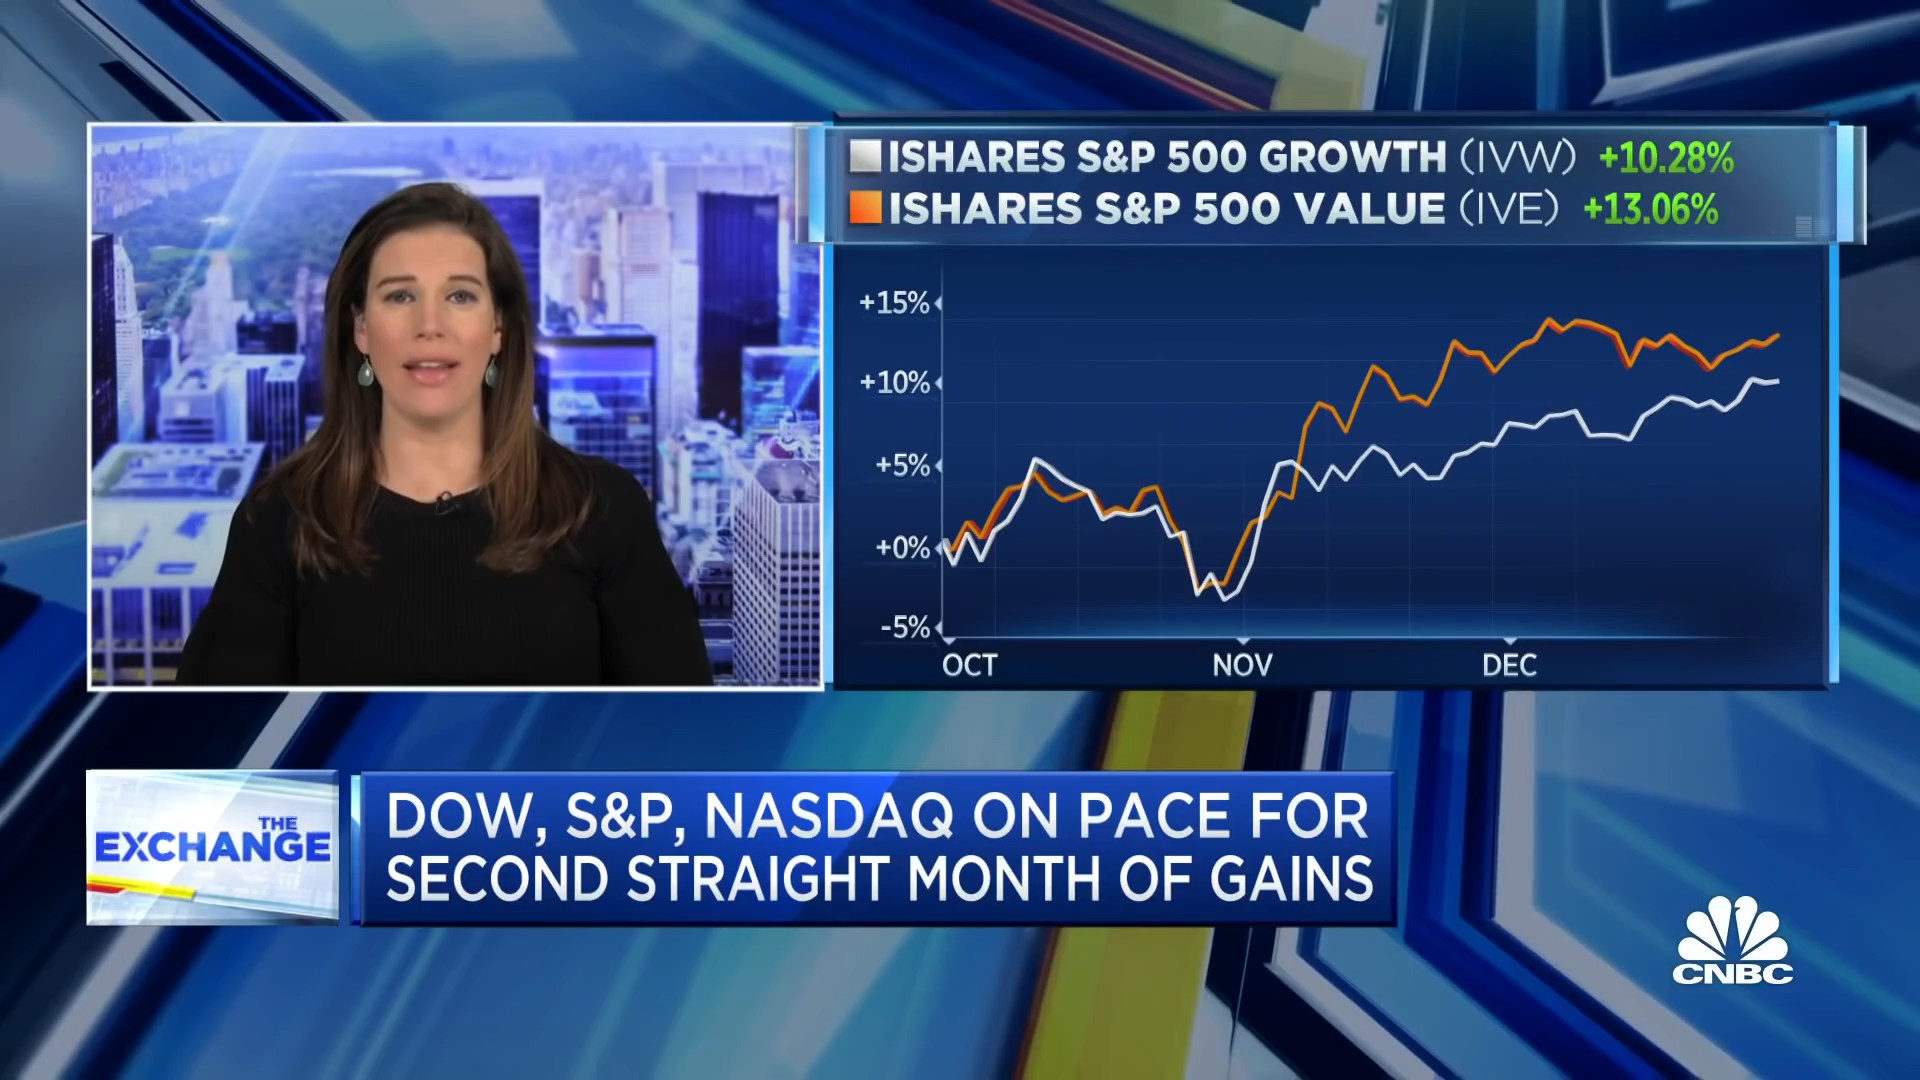 ISHARES S&P 500 GROWTH (IVW) +10.28%
ISHARES S&P 500 VALUE (IVE) +13.06%
+15%
+10%
+5%
+0%
-5%
OCT NOV DEC
THE
EXCHANGE
DOW, S&P, NASDAQ ON PACE FOR
SECOND STRAIGHT MONTH OF GAINS
CNBC